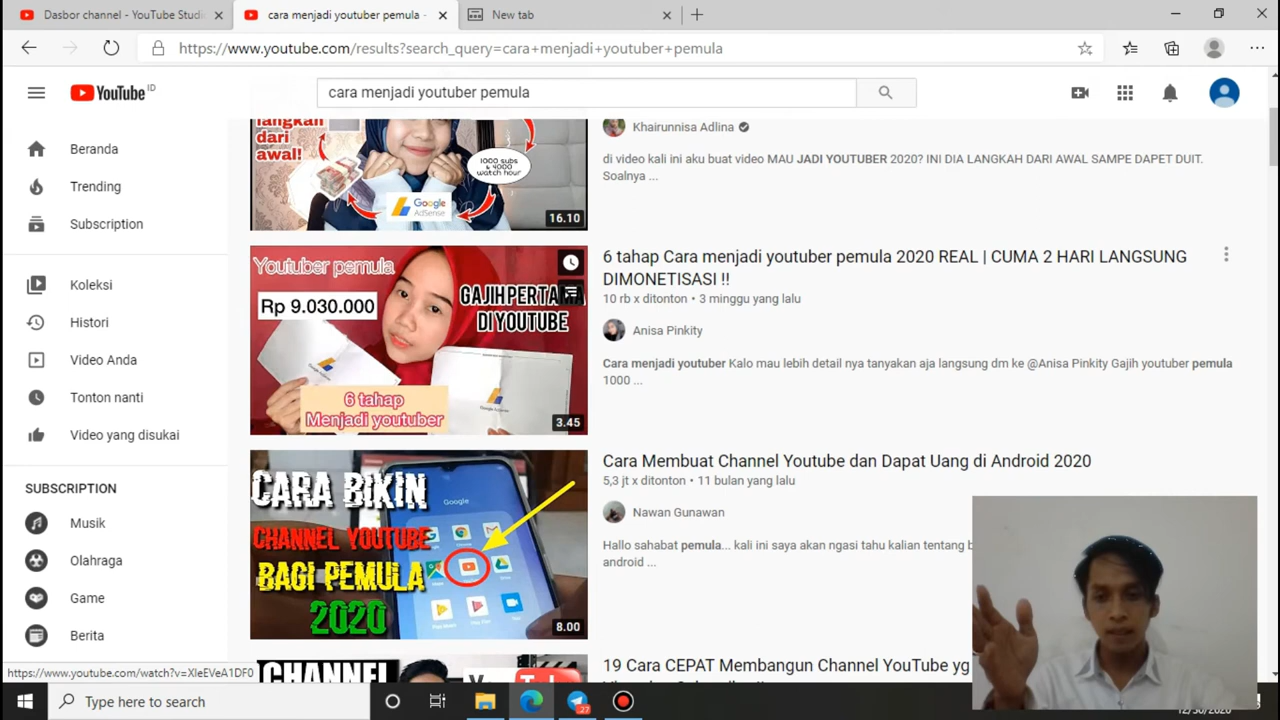 Dasbor channel - YouTube Studi
cara menjadi youtuber pemula -
New tab
https://www.youtube.com/results?search_query=cara+menjadi+youtuber+pemula
YouTube ID
cara menjadi youtuber pemula
Beranda
Trending
Subscription
Koleksi
Histori
Video Anda
Tonton nanti
Video yang disukai
SUBSCRIPTION
Musik
Olahraga
Game
Berita
https://www.youtube.com/watch?v=XIeEVeA1DF0
langkah
dari
awal!
1000 subs
& 4000
watch hour
Google
AdSense
16.10
Khairunnisa Adlina
di video kali ini aku buat video MAU JADI YOUTUBER 2020? INI DIA LANGKAH DARI AWAL SAMPE DAPET DUIT.
Soalnya ...
Youtuber pemula
Rp 9.030.000
GAJIH PERTAMA
DI YOUTUBE
6 tahap
Menjadi youtuber
3.45
6 tahap Cara menjadi youtuber pemula 2020 REAL | CUMA 2 HARI LANGSUNG
DIMONETISASI !!
10 rb x ditonton • 3 minggu yang lalu
Anisa Pinkity
Cara menjadi youtuber Kalo mau lebih detail nya tanyakan aja langsung dm ke @Anisa Pinkity Gajih youtuber pemula
1000 ...
CARA BIKIN
CHANNEL YOUTUBE
BAGI PEMULA
2020
Google
8.00
Cara Membuat Channel Youtube dan Dapat Uang di Android 2020
5,3 jt x ditonton • 11 bulan yang lalu
Nawan Gunawan
Hallo sahabat pemula... kali ini saya akan ngasi tahu kalian tentang b
android ...
CHANNEL
19 Cara CEPAT Membangun Channel YouTube yg
Type here to search
27
12/30/2020